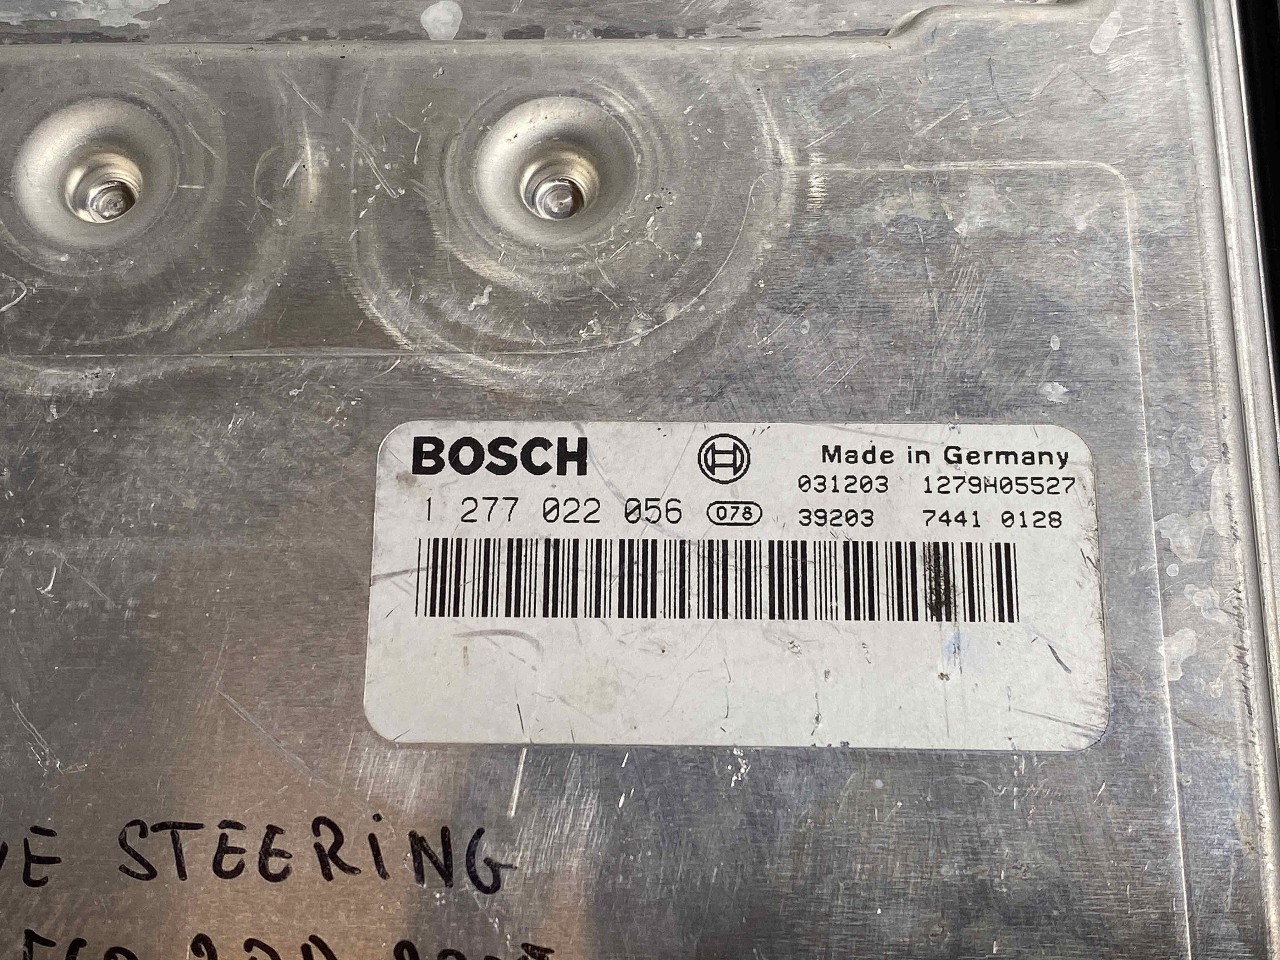 BOSCH
Made in Germany
031203 1279H05527
1 277 022 056 078 39203 7441 0128
STEERiNG